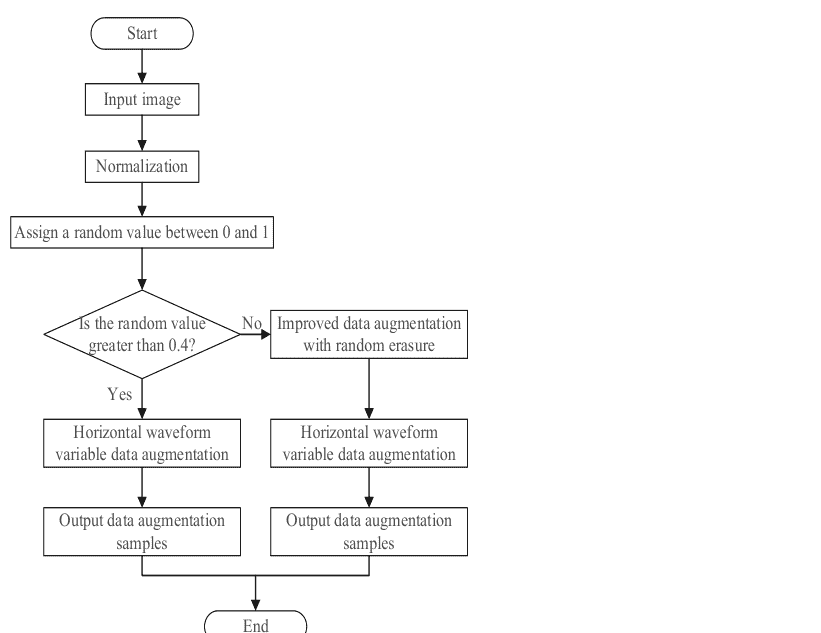 Start
Input image
Normalization
Assign a random value between 0 and 1
Is the random value
greater than 0.4?
No
Improved data augmentation
with random erasure
Yes
Horizontal waveform
variable data augmentation
Horizontal waveform
variable data augmentation
Output data augmentation
samples
Output data augmentation
samples
End